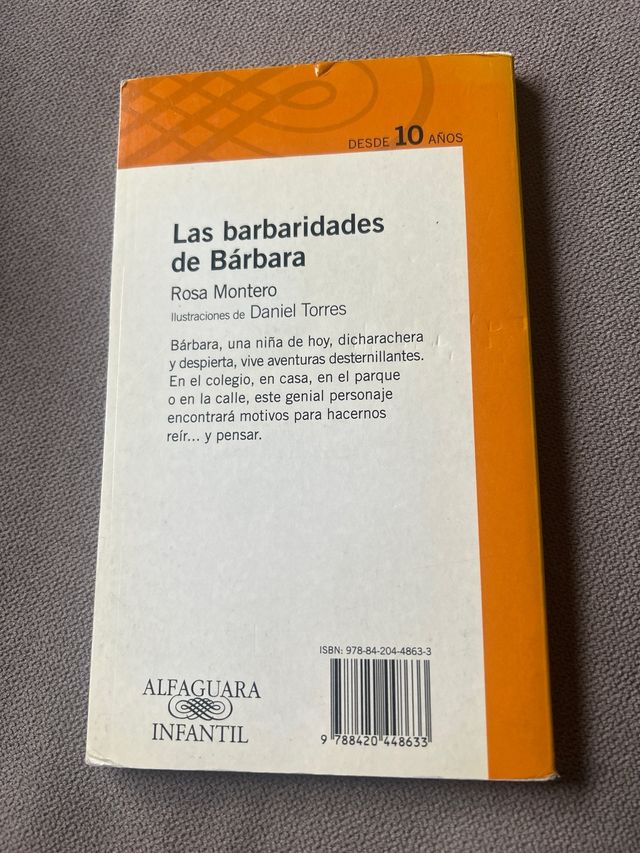 DESDE 10 AÑOS
Las barbaridades
de Bárbara
Rosa Montero
Ilustraciones de Daniel Torres
Bárbara, una niña de hoy, dicharachera
y despierta, vive aventuras desternillantes.
En el colegio, en casa, en el parque
o en la calle, este genial personaje
encontrará motivos para hacernos
reír... y pensar.
ISBN: 978-84-204-4863-3
ALFAGUARA
INFANTIL
9 788420 448633